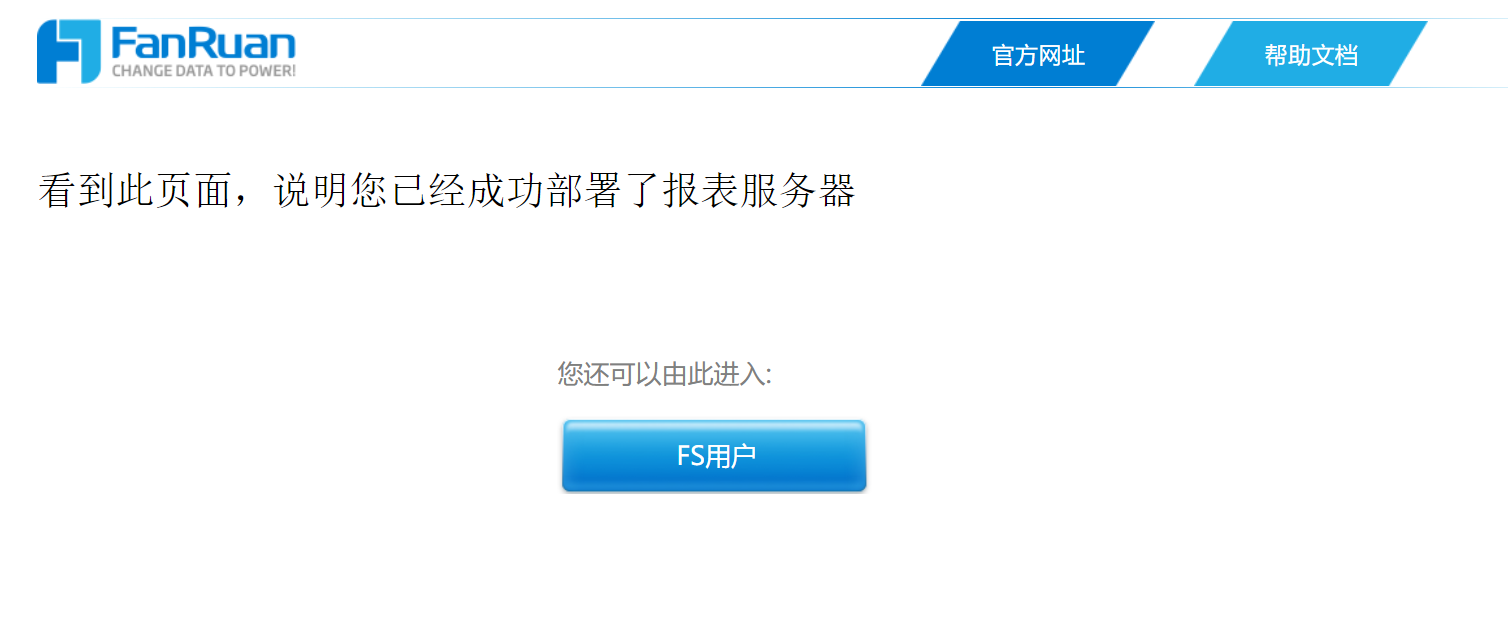 FanRuan
CHANGE DATA TO POWER!
官方网址
帮助文档
看到此页面，说明您已经成功部署了报表服务器
您还可以由此进入:
FS用户